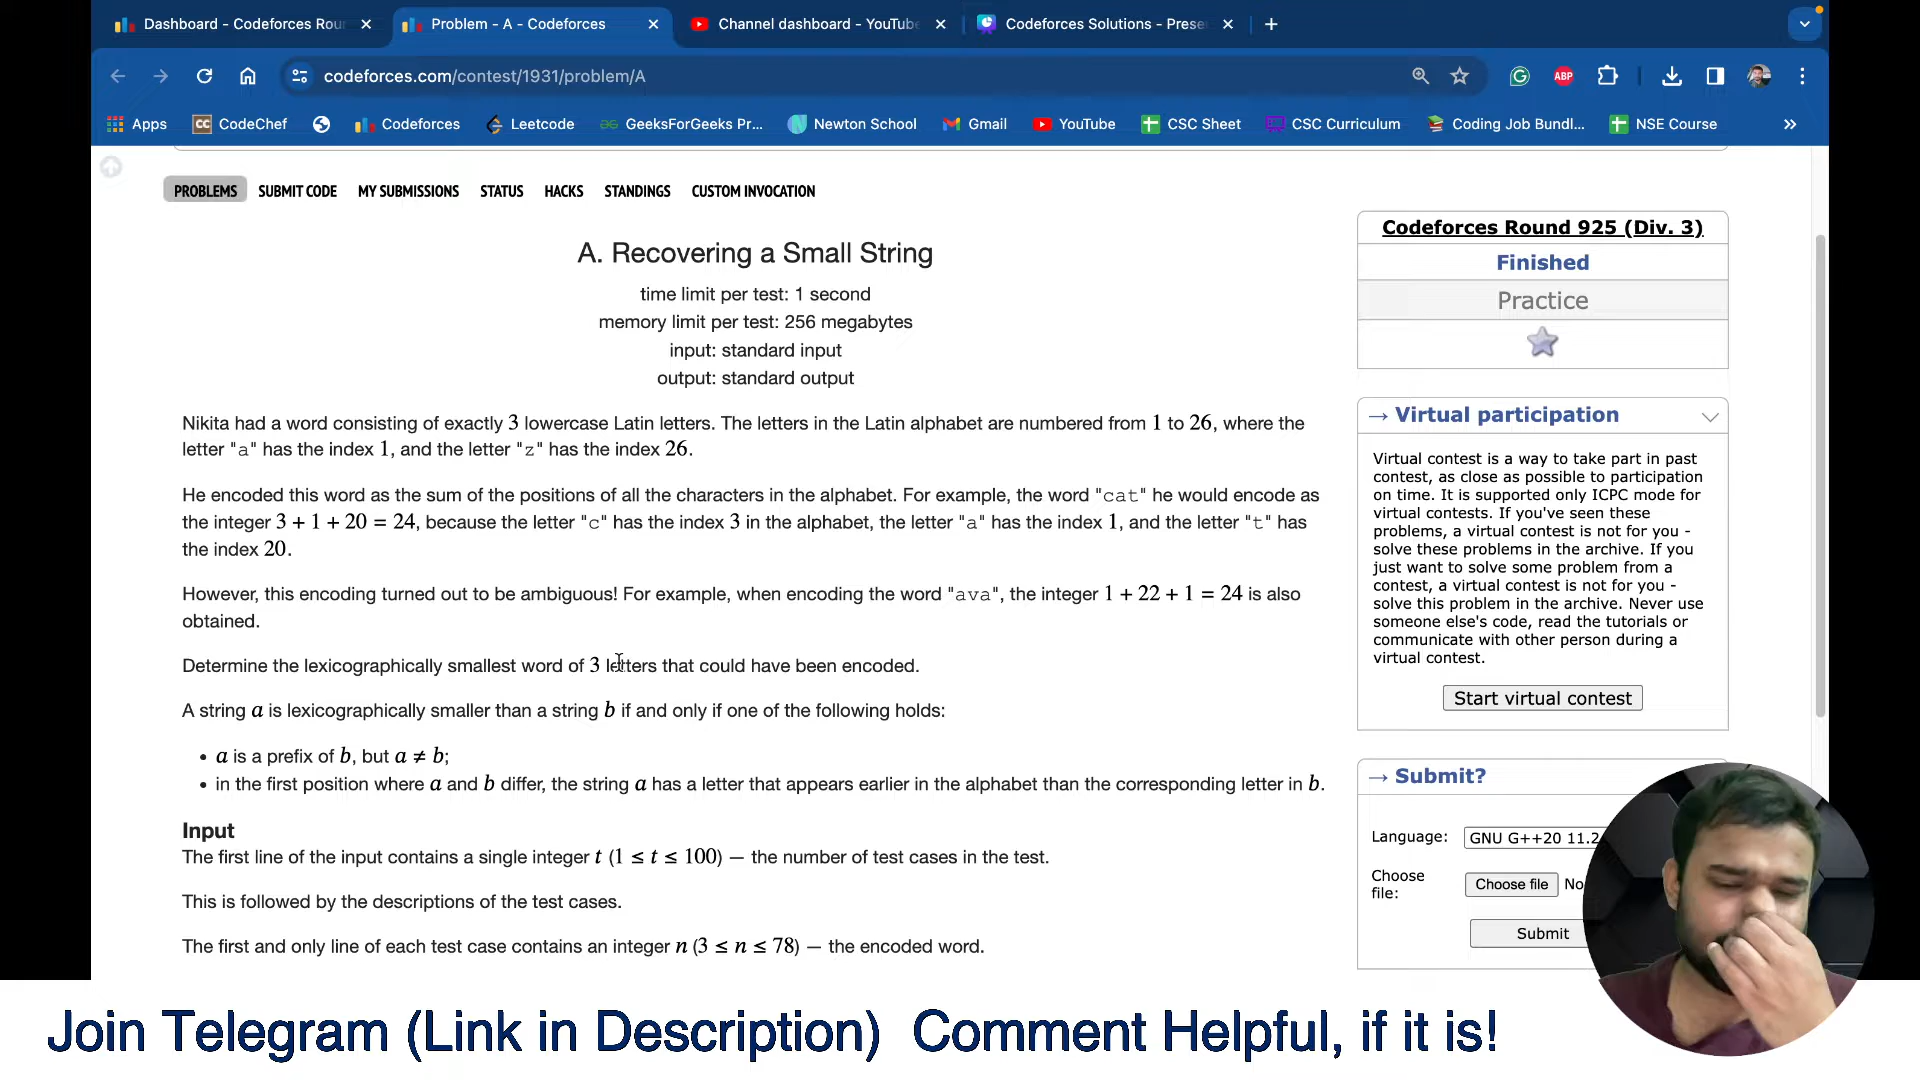 Dashboard - Codeforces Rou
Problem - A - Codeforces
Channel dashboard - YouTube
Codeforces Solutions - Prese
codeforces.com/contest/1931/problem/A
ABP
Apps
CC CodeChef
Codeforces
Leetcode
GeeksForGeeks Pr...
Newton School
Gmail
YouTube
CSC Sheet
CSC Curriculum
Coding Job Bundl...
NSE Course
PROBLEMS SUBMIT CODE MY SUBMISSIONS STATUS HACKS STANDINGS CUSTOM INVOCATION
A. Recovering a Small String
time limit per test: 1 second
memory limit per test: 256 megabytes
input: standard input
output: standard output
Nikita had a word consisting of exactly 3 lowercase Latin letters. The letters in the Latin alphabet are numbered from 1 to 26, where the
letter "a" has the index 1, and the letter "z" has the index 26.
He encoded this word as the sum of the positions of all the characters in the alphabet. For example, the word "cat" he would encode as
the integer 3 + 1 + 20 = 24, because the letter "c" has the index 3 in the alphabet, the letter "a" has the index 1, and the letter "t" has
the index 20.
However, this encoding turned out to be ambiguous! For example, when encoding the word "ava", the integer 1 + 22 + 1 = 24 is also
obtained.
Determine the lexicographically smallest word of 3 letters that could have been encoded.
A string a is lexicographically smaller than a string b if and only if one of the following holds:
• a is a prefix of b, but a ≠ b;
• in the first position where a and b differ, the string a has a letter that appears earlier in the alphabet than the corresponding letter in b.
Input
The first line of the input contains a single integer t (1 ≤ t ≤ 100) — the number of test cases in the test.
This is followed by the descriptions of the test cases.
The first and only line of each test case contains an integer n (3 ≤ n ≤ 78) — the encoded word.
Codeforces Round 925 (Div. 3)
Finished
Practice
→ Virtual participation
Virtual contest is a way to take part in past
contest, as close as possible to participation
on time. It is supported only ICPC mode for
virtual contests. If you've seen these
problems, a virtual contest is not for you -
solve these problems in the archive. If you
just want to solve some problem from a
contest, a virtual contest is not for you -
solve this problem in the archive. Never use
someone else's code, read the tutorials or
communicate with other person during a
virtual contest.
Start virtual contest
→ Submit?
Language: GNU G++20 11.2
Choose
file:
Choose file No
Submit
Join Telegram (Link in Description) Comment Helpful, if it is!